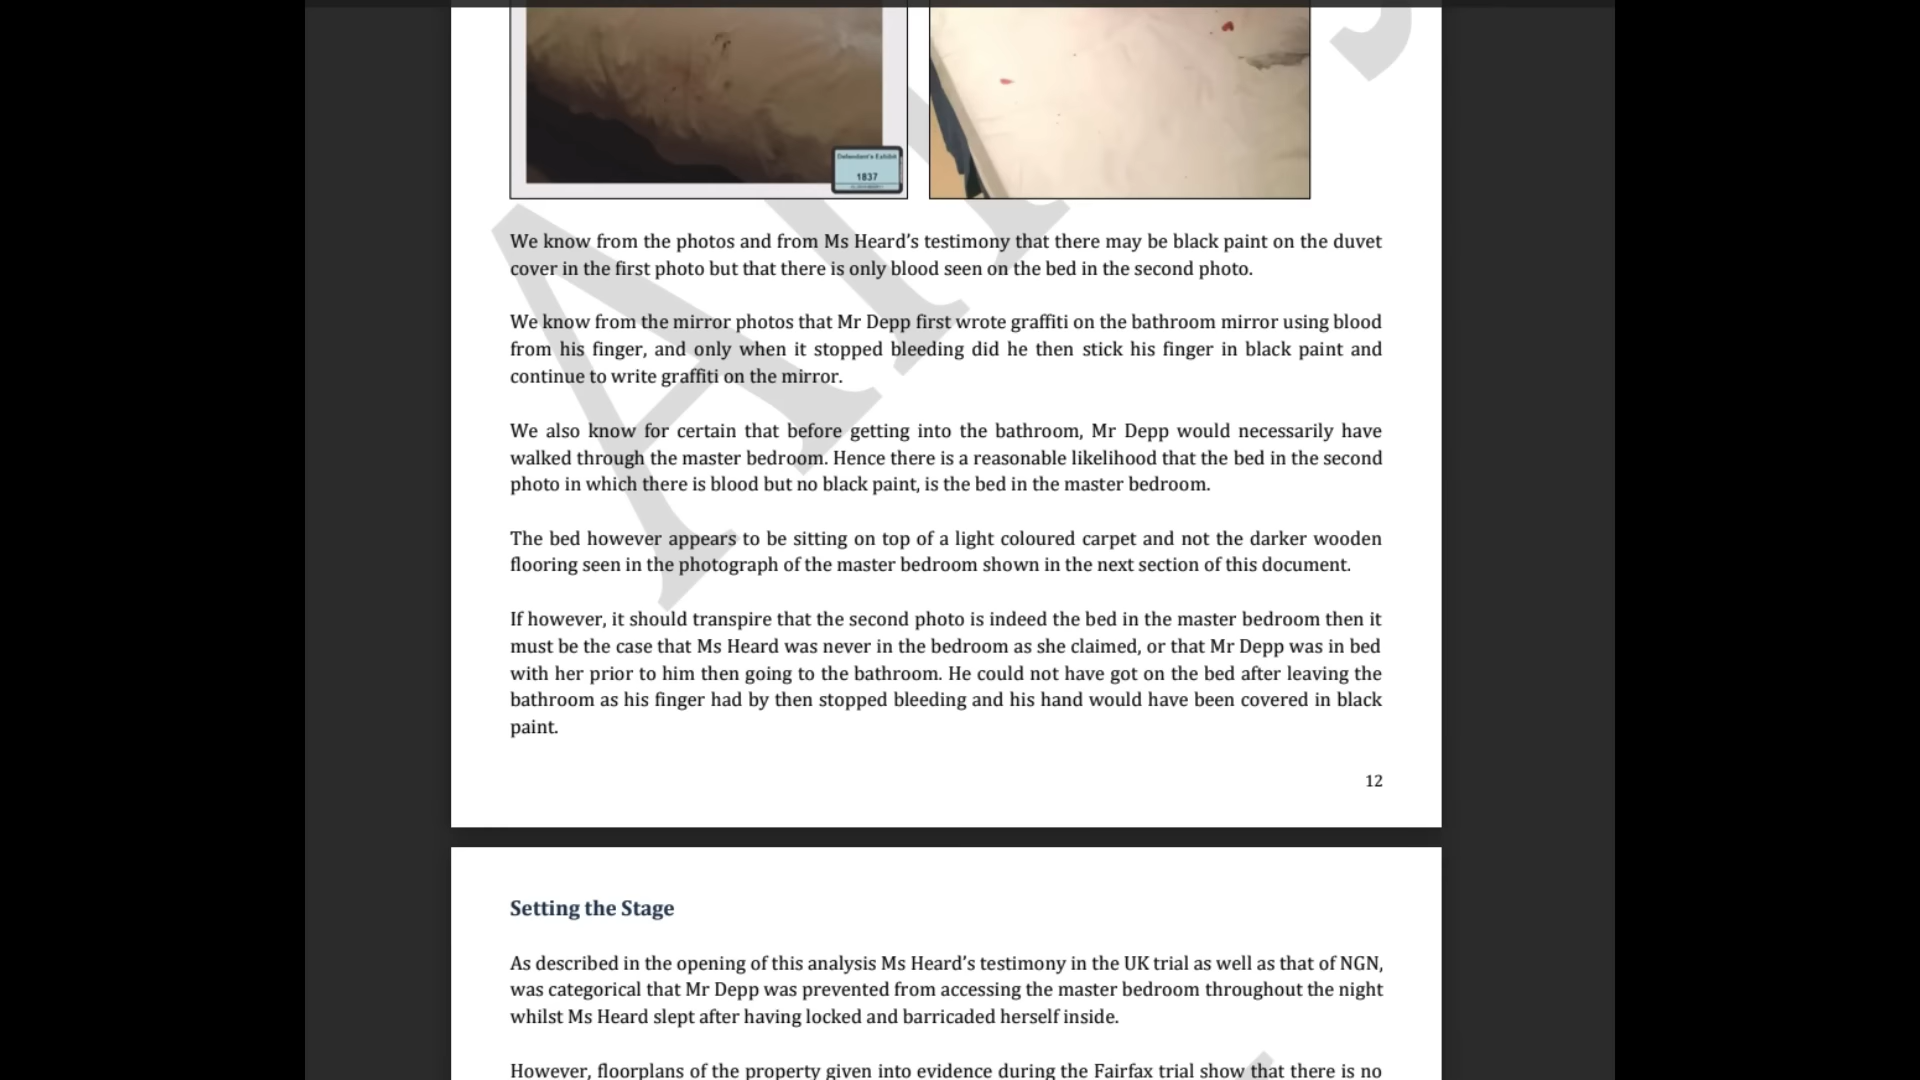 Defendant's Exhibit
1837
We know from the photos and from Ms Heard’s testimony that there may be black paint on the duvet
cover in the first photo but that there is only blood seen on the bed in the second photo.
We know from the mirror photos that Mr Depp first wrote graffiti on the bathroom mirror using blood
from his finger, and only when it stopped bleeding did he then stick his finger in black paint and
continue to write graffiti on the mirror.
We also know for certain that before getting into the bathroom, Mr Depp would necessarily have
walked through the master bedroom. Hence there is a reasonable likelihood that the bed in the second
photo in which there is blood but no black paint, is the bed in the master bedroom.
The bed however appears to be sitting on top of a light coloured carpet and not the darker wooden
flooring seen in the photograph of the master bedroom shown in the next section of this document.
If however, it should transpire that the second photo is indeed the bed in the master bedroom then it
must be the case that Ms Heard was never in the bedroom as she claimed, or that Mr Depp was in bed
with her prior to him then going to the bathroom. He could not have got on the bed after leaving the
bathroom as his finger had by then stopped bleeding and his hand would have been covered in black
paint.
12
Setting the Stage
As described in the opening of this analysis Ms Heard’s testimony in the UK trial as well as that of NGN,
was categorical that Mr Depp was prevented from accessing the master bedroom throughout the night
whilst Ms Heard slept after having locked and barricaded herself inside.
However, floorplans of the property given into evidence during the Fairfax trial show that there is no